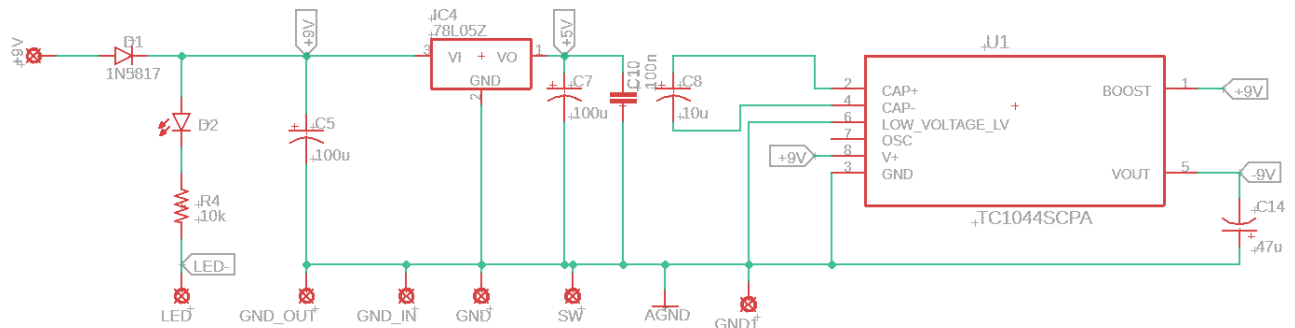 +9V
D1
1N5817
+9V
IC4
78L05Z
3
VI
VO
1
GND
2
+5V
C7
100u
C10
100n
C8
10u
U1
2
CAP+
4
CAP-
6
LOW_VOLTAGE_LV
7
OSC
8
V+
3
GND
BOOST
1
+9V
VOUT
5
-9V
+9V
TC1044SCPA
C14
47u
D2
R4
10k
C5
100u
LED-
LED
GND_OUT
GND_IN
GND
SW
AGND
GND1